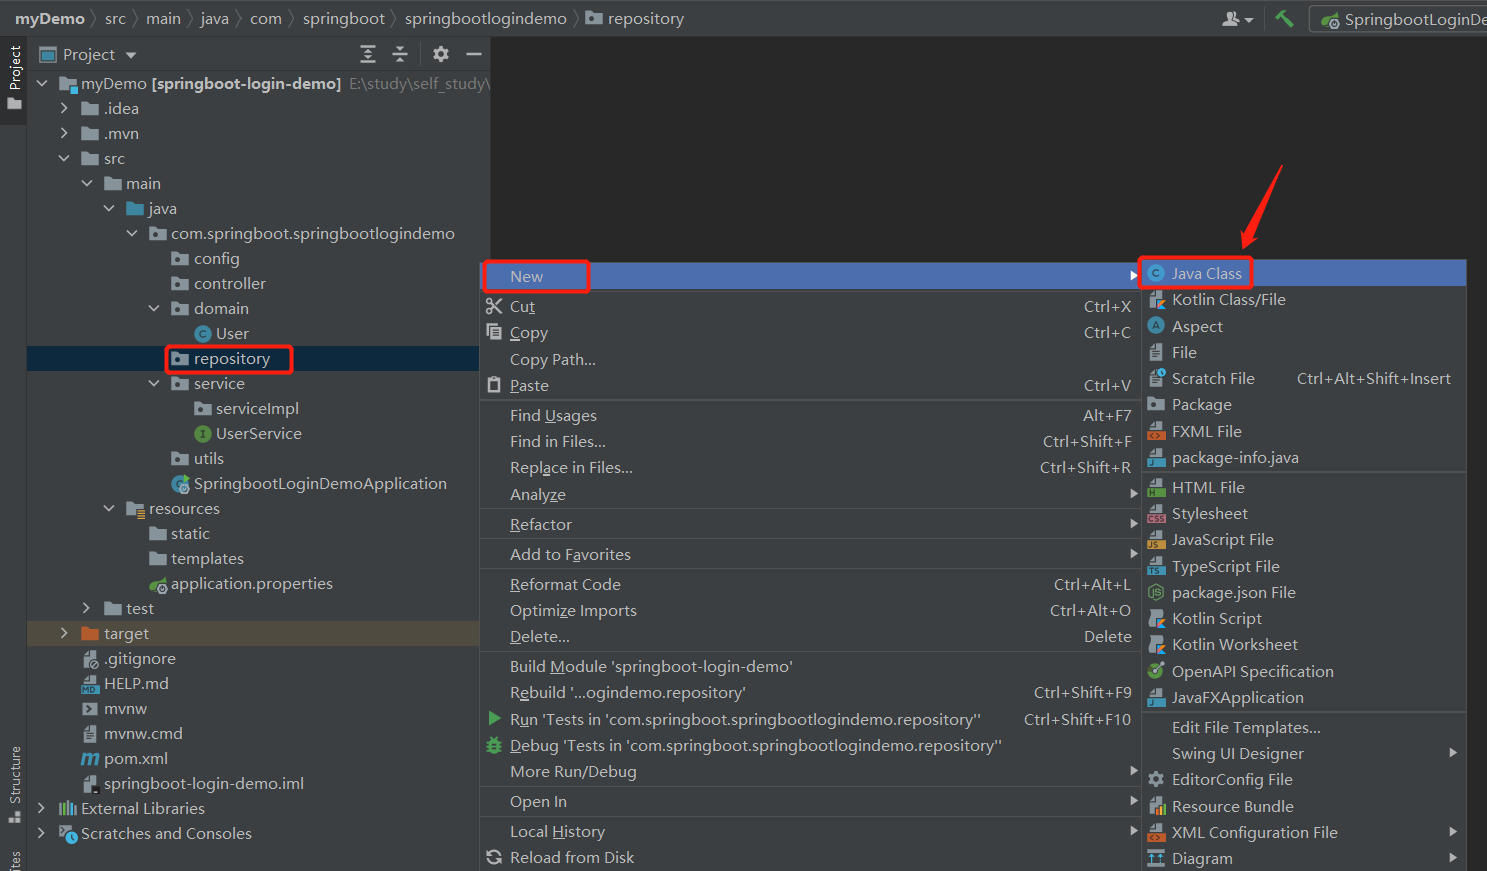 myDemo src main java com springboot springbootlogindemo repository
SpringbootLoginDe
Project
Project
myDemo [springboot-login-demo] E:\study\self_study\
.idea
.mvn
src
main
java
com.springboot.springbootlogindemo
config
controller
domain
User
repository
service
serviceImpl
UserService
utils
SpringbootLoginDemoApplication
resources
static
templates
application.properties
test
target
.gitignore
HELP.md
mvnw
mvnw.cmd
pom.xml
springboot-login-demo.iml
External Libraries
Scratches and Consoles
Structure
New
Cut Ctrl+X
Copy Ctrl+C
Copy Path...
Paste Ctrl+V
Find Usages Alt+F7
Find in Files... Ctrl+Shift+F
Replace in Files... Ctrl+Shift+R
Analyze
Refactor
Add to Favorites
Reformat Code Ctrl+Alt+L
Optimize Imports Ctrl+Alt+O
Delete... Delete
Build Module 'springboot-login-demo'
Rebuild '...ogindemo.repository' Ctrl+Shift+F9
Run 'Tests in 'com.springboot.springbootlogindemo.repository'' Ctrl+Shift+F10
Debug 'Tests in 'com.springboot.springbootlogindemo.repository''
More Run/Debug
Open In
Local History
Reload from Disk
Java Class
Kotlin Class/File
Aspect
File
Scratch File Ctrl+Alt+Shift+Insert
Package
FXML File
package-info.java
HTML File
Stylesheet
JavaScript File
TypeScript File
package.json File
Kotlin Script
Kotlin Worksheet
OpenAPI Specification
JavaFXApplication
Edit File Templates...
Swing UI Designer
EditorConfig File
Resource Bundle
XML Configuration File
Diagram